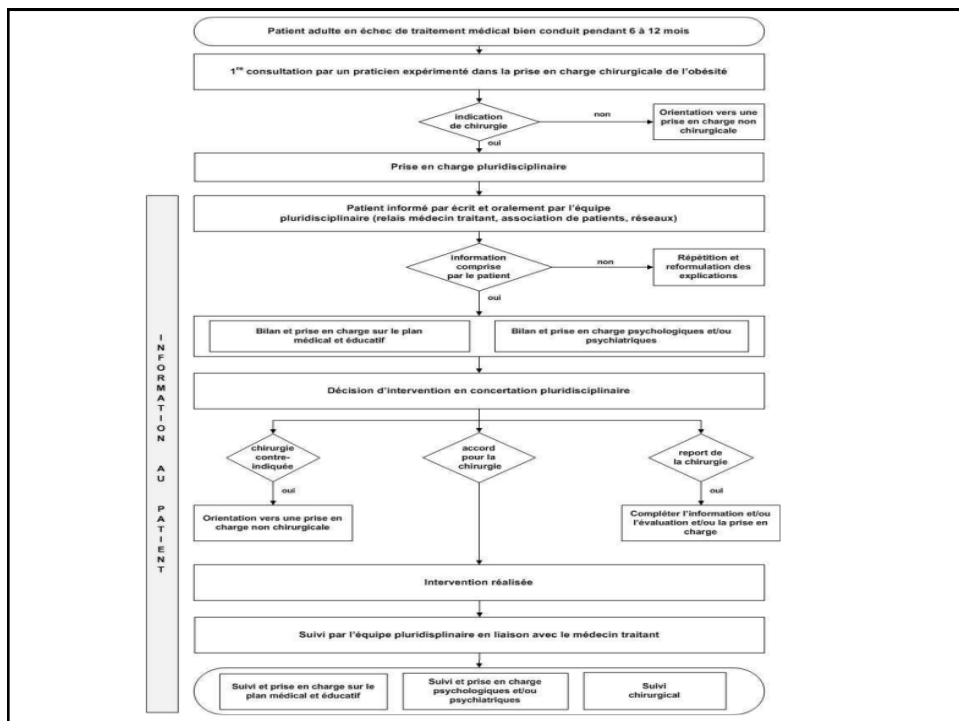 Patient adulte en échec de traitement médical bien conduit pendant 6 à 12 mois
1re consultation par un praticien expérimenté dans la prise en charge chirurgicale de l'obésité
indication
de chirurgie
non
Orientation vers une
prise en charge non
chirurgicale
oui
Prise en charge pluridisciplinaire
Patient informé par écrit et oralement par l'équipe
pluridisciplinaire (relais médecin traitant, association de patients, réseaux)
information
comprise
par le patient
non
Répétition et
reformulation des
explications
oui
Bilan et prise en charge sur le plan
médical et éducatif
Bilan et prise en charge psychologiques et/ou
psychiatriques
Décision d'intervention en concertation pluridisciplinaire
chirurgie
contre-
indiquée
accord
pour la
chirurgie
report de
la chirurgie
oui
oui
Orientation vers une prise en
charge non chirurgicale
Compléter l'information et/ou
l'évaluation et/ou la prise en
charge
Intervention réalisée
Suivi par l'équipe pluridisplinaire en liaison avec le médecin traitant
Suivi et prise en charge sur le
plan médical et éducatif
Suivi et prise en charge
psychologiques et/ou
psychiatriques
Suivi
chirurgical
INFORMATION AU PATIENT